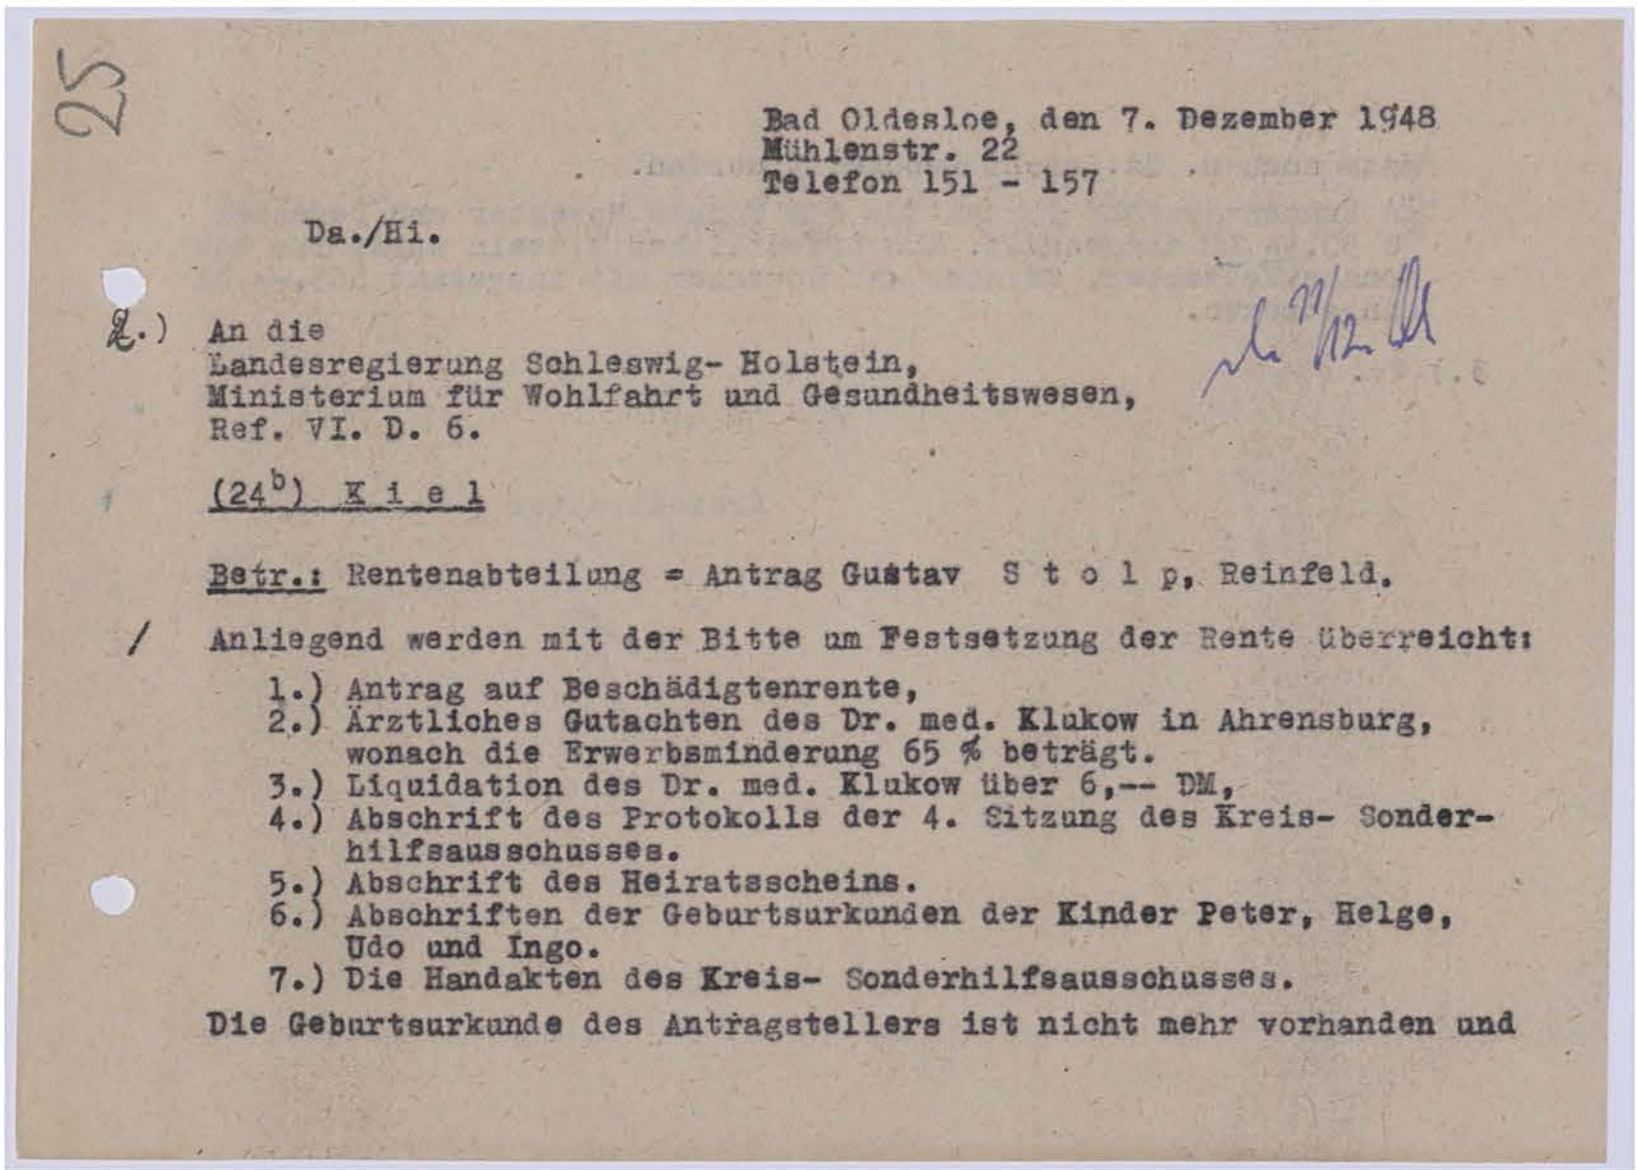 25
Bad Oldesloe, den 7. Dezember 1948
Mühlenstr. 22
Telefon 151 - 157
Da./Hi.
2.) An die
Landesregierung Schleswig- Holstein,
Ministerium für Wohlfahrt und Gesundheitswesen,
Ref. VI. D. 6.
(24b) K i e l
Betr.: Rentenabteilung = Antrag Gustav S t o l p, Reinfeld.
/ Anliegend werden mit der Bitte um Festsetzung der Rente überreicht:
1.) Antrag auf Beschädigtenrente,
2.) Ärztliches Gutachten des Dr. med. Klukow in Ahrensburg,
wonach die Erwerbsminderung 65 % beträgt.
3.) Liquidation des Dr. med. Klukow über 6,-- DM,
4.) Abschrift des Protokolls der 4. Sitzung des Kreis- Sonder-
hilfsausschusses.
5.) Abschrift des Heiratsscheins.
6.) Abschriften der Geburtsurkunden der Kinder Peter, Helge,
Udo und Ingo.
7.) Die Handakten des Kreis- Sonderhilfsausschusses.
Die Geburtsurkunde des Antragstellers ist nicht mehr vorhanden und